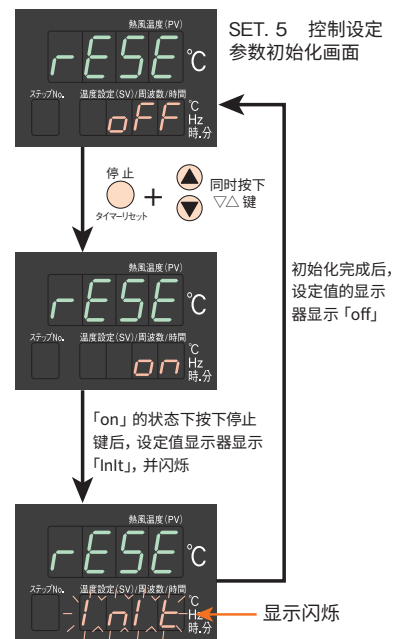 熱風温度(PV)
rESE ℃
SET. 5 控制设定
参数初始化画面
ステップNo. 温度設定(SV)/周波数/時間
oFF
℃
Hz
時.分
停止
タイマーリセット
+
同时按下
▽△ 键
熱風温度(PV)
rESE ℃
ステップNo. 温度設定(SV)/周波数/時間
on
℃
Hz
時.分
初始化完成后，
设定值的显示
器显示「off」
「on」的状态下按下停止
键后，设定值显示器显示
「InIt」，并闪烁
熱風温度(PV)
rESE ℃
ステップNo. 温度設定(SV)/周波数/時間
InIt
℃
Hz
時.分
显示闪烁